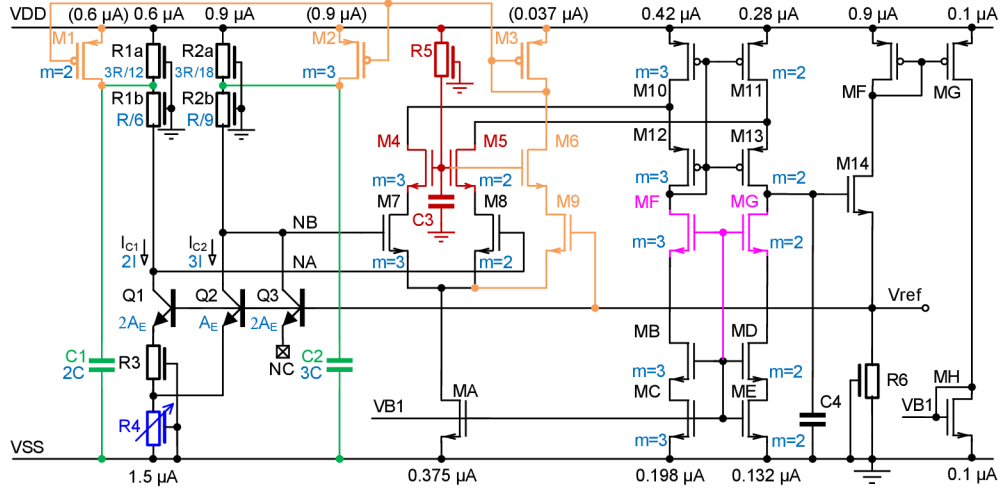 VDD (0.6 µA) 0.6 µA 0.9 µA (0.9 µA) (0.037 µA) 0.42 µA 0.28 µA 0.9 µA 0.1 µA
M1 R1a R2a M2 R5 M3
m=2 3R/12 3R/18 m=3 m=3 m=2
M10 M11 MF MG
R1b R2b
R/6 R/9
M4 M5 M6 M12 M13
M14
m=3 m=2 m=3 m=2
M7 C3 M8 M9 MF MG
NB
IC1 IC2 NA
2I 3I m=3 m=2 m=3 m=2
Q1 Q2 Q3 Vref
2AE AE 2AE
MB MD
C1 R3 NC C2 m=3 m=2
2C 3C
MC ME R6 MH
MA C4
R4 VB1 VB1
m=3 m=2
VSS
1.5 µA 0.375 µA 0.198 µA 0.132 µA 0.1 µA